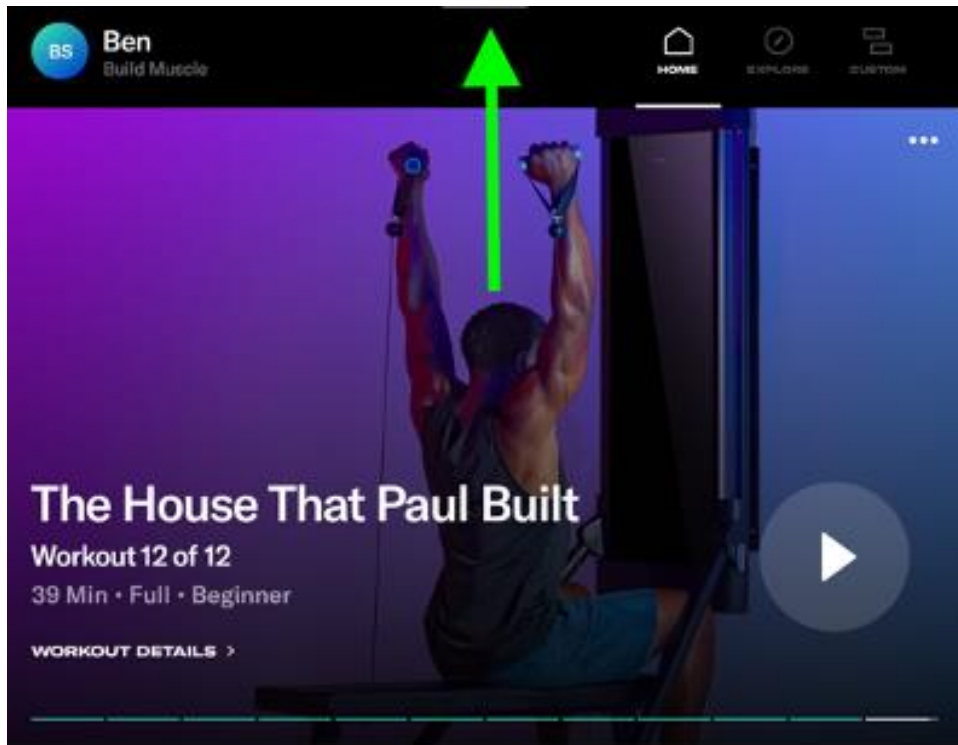 BS
Ben
Build Muscle
HOME
EXPLORE
CUSTOM
The House That Paul Built
Workout 12 of 12
39 Min • Full • Beginner
WORKOUT DETAILS >